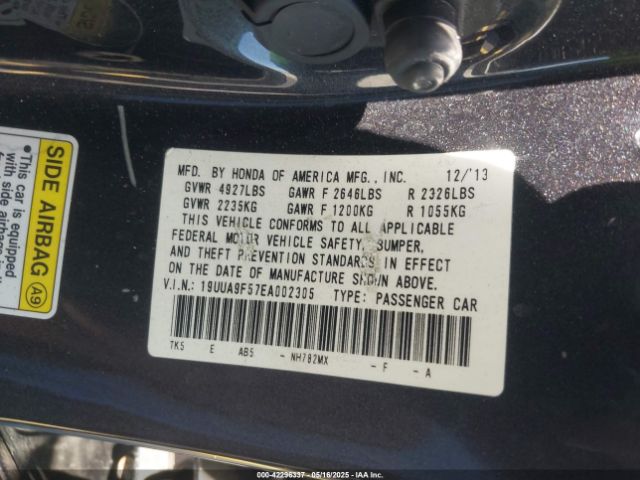 SIDE AIRBAG A9
•This car is equipped
with side airbag
MFD. BY HONDA OF AMERICA MFG., INC. 12/'13
GVWR 4927LBS GAWR F 2646LBS R 2326LBS
GVWR 2235KG GAWR F 1200KG R 1055KG
THIS VEHICLE CONFORMS TO ALL APPLICABLE
FEDERAL MOTOR VEHICLE SAFETY, BUMPER,
AND THEFT PREVENTION STANDARDS IN EFFECT
ON THE DATE OF MANUFACTURE SHOWN ABOVE.
V.I.N.: 19UUA9F57EA002305 TYPE: PASSENGER CAR
TK5 E AB5 - NH782MX - F - A
000-42296337 - 05/16/2025 - IAAI.COM